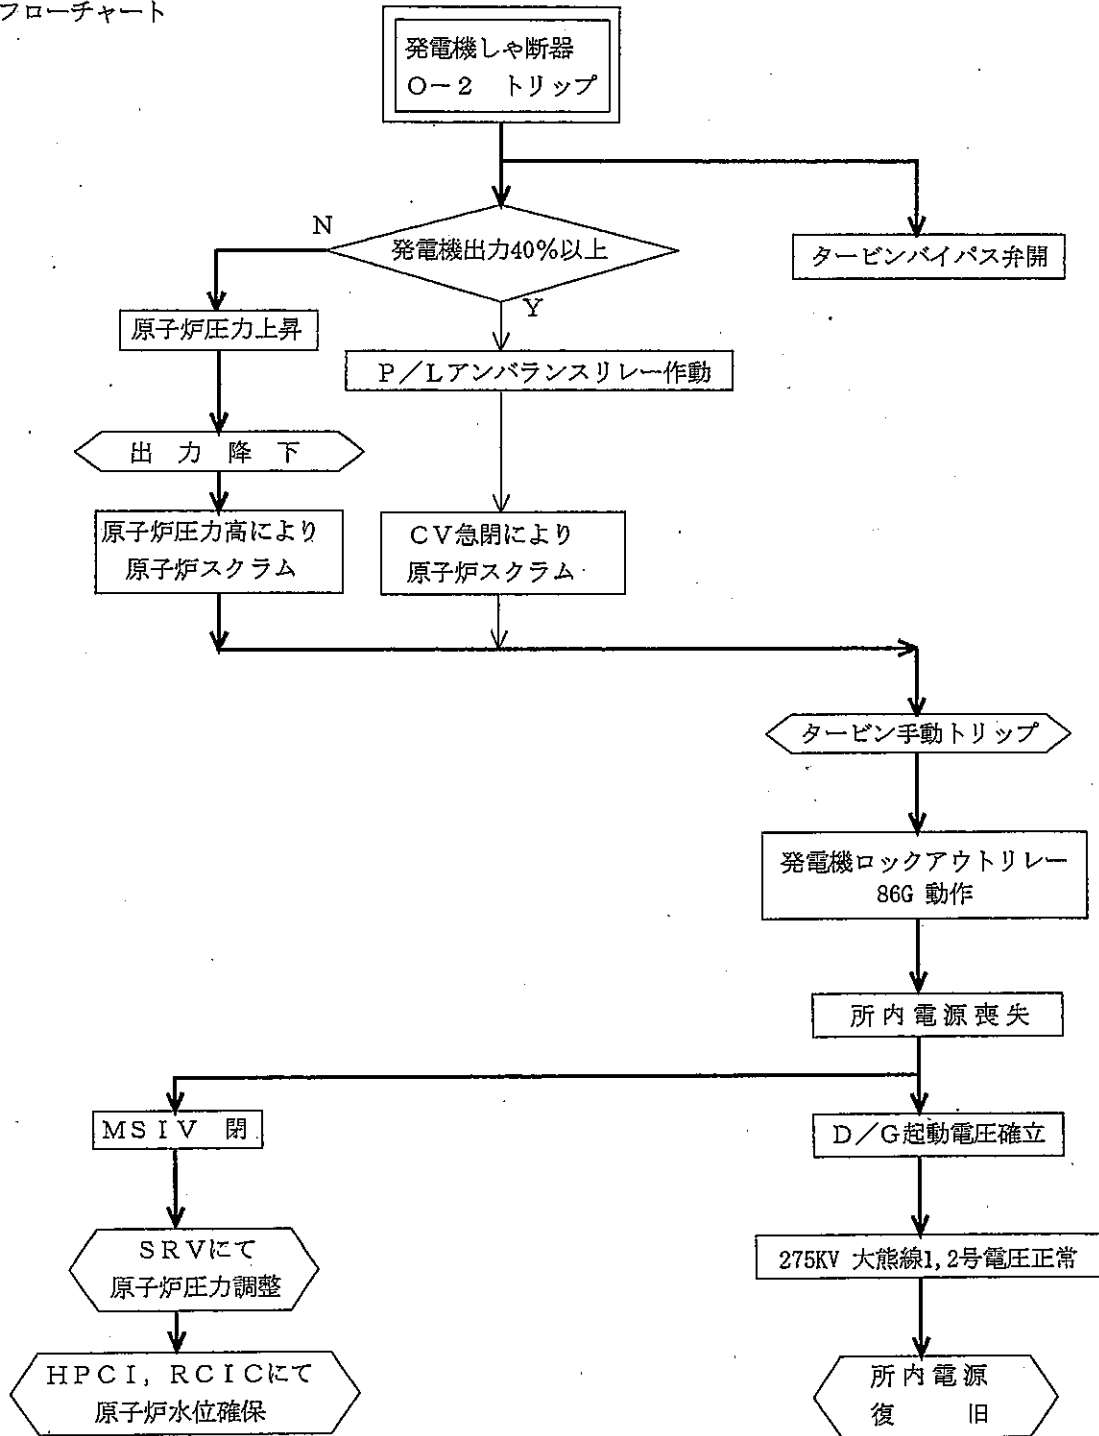 フローチャート
発電機しゃ断器
O-2 トリップ
N
発電機出力40%以上
タービンバイパス弁開
Y
原子炉圧力上昇
P/Lアンバランスリレー作動
出力降下
原子炉圧力高により
原子炉スクラム
CV急閉により
原子炉スクラム
タービン手動トリップ
発電機ロックアウトリレー
86G 動作
所内電源喪失
MSIV 閉
D/G起動電圧確立
SRVにて
原子炉圧力調整
275KV 大熊線1,2号電圧正常
HPCI, RCICにて
原子炉水位確保
所内電源
復 旧